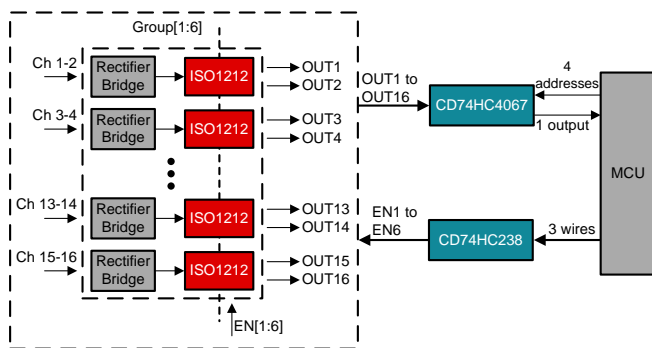 Group[1:6]
Ch 1-2
Rectifier
Bridge
ISO1212
OUT1
OUT2
Ch 3-4
Rectifier
Bridge
ISO1212
OUT3
OUT4
Ch 13-14
Rectifier
Bridge
ISO1212
OUT13
OUT14
Ch 15-16
Rectifier
Bridge
ISO1212
OUT15
OUT16
EN[1:6]
OUT1 to
OUT16
CD74HC4067
4
addresses
1 output
MCU
EN1 to
EN6
CD74HC238
3 wires